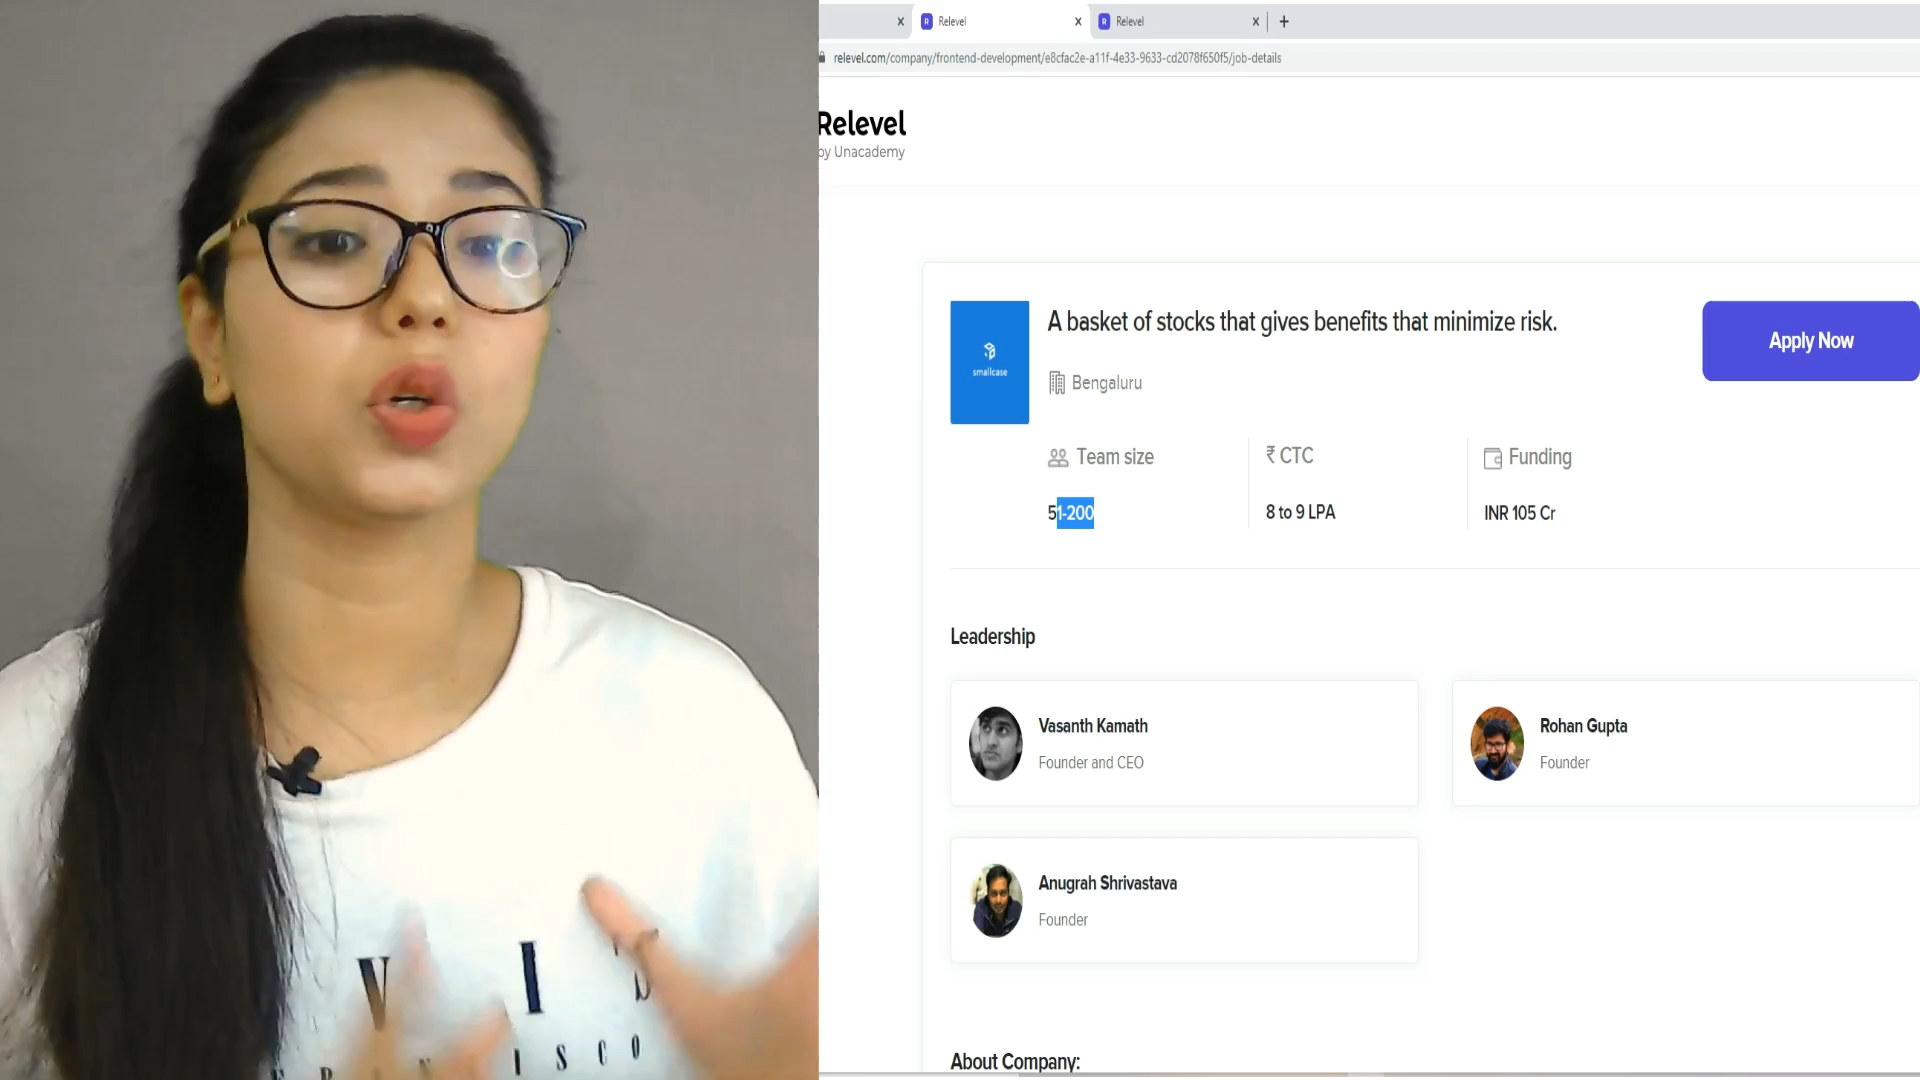 Relevel
Relevel
relevel.com/company/frontend-development/e8cfac2e-a11f-4e33-9633-cd2078f650f5/job-details
Relevel
by Unacademy
smallcase
A basket of stocks that gives benefits that minimize risk.
Apply Now
Bengaluru
Team size
₹ CTC
Funding
51-200
8 to 9 LPA
INR 105 Cr
Leadership
Vasanth Kamath
Founder and CEO
Rohan Gupta
Founder
Anugrah Shrivastava
Founder
About Company: